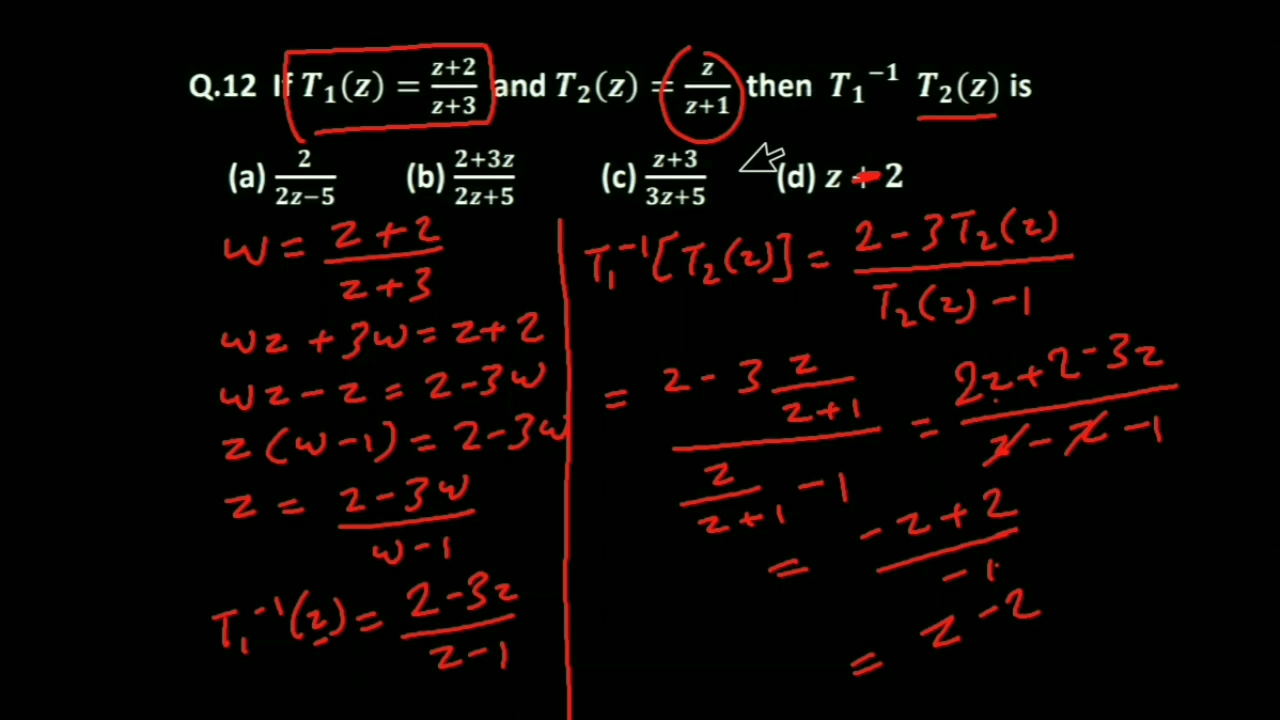 Q.12 If T₁(z) = (z+2)/(z+3) and T₂(z) = z/(z+1) then T₁⁻¹ T₂(z) is
(a) 2/(2z−5) (b) (2+3z)/(2z+5) (c) (z+3)/(3z+5) (d) z - 2
w = (z+2)/(z+3)
wz + 3w = z+2
wz − z = 2−3w
z(w−1) = 2−3w
z = (2−3w)/(w−1)
T₁⁻¹(z) = (2−3z)/(z−1)
T₁⁻¹[T₂(z)] = (2−3T₂(z))/(T₂(z)−1)
= (2−3 z/(z+1))/(z/(z+1) −1) = (2z+2−3z)/(z−z−1)
= (−z+2)/(−1)
= z−2